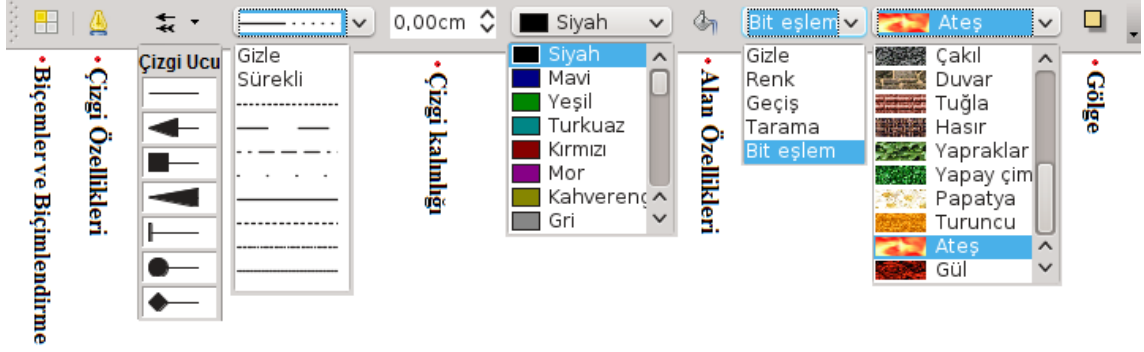 0,00cm
Siyah
Bit eşlem
Ateş
Çizgi Ucu
Gizle
Sürekli
Siyah
Mavi
Yeşil
Turkuaz
Kırmızı
Mor
Kahvereng
Gri
Gizle
Renk
Geçiş
Tarama
Bit eşlem
Çakıl
Duvar
Tuğla
Hasır
Yapraklar
Yapay çim
Papatya
Turuncu
Ateş
Gül
• Biçemler ve Biçimlendirme
• Çizgi Özellikleri
• Çizgi kalınlığı
• Alan Özellikleri
• Gölge